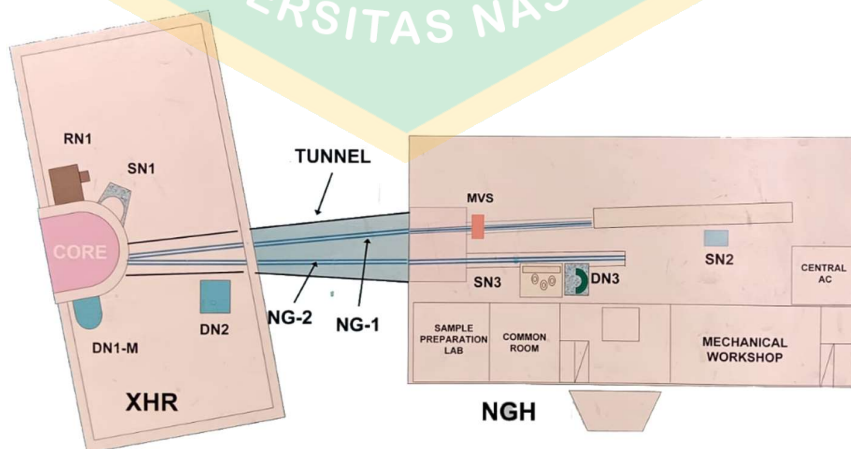 ERSITAS NAS
RN1
SN1
CORE
DN1-M
DN2
XHR
TUNNEL
NG-2
NG-1
MVS
SN3
DN3
SN2
CENTRAL
AC
SAMPLE
PREPARATION
LAB
COMMON
ROOM
MECHANICAL
WORKSHOP
NGH